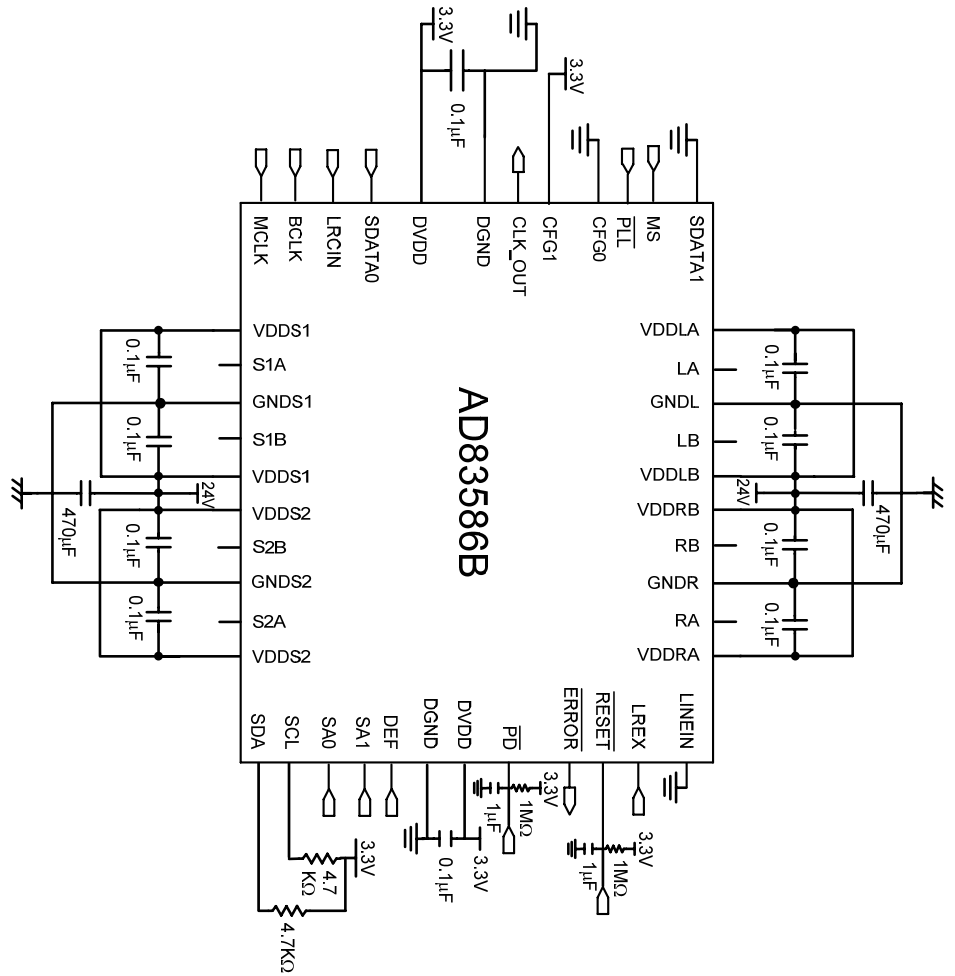 3.3V
0.1µF
3.3V
MCLK
BCLK
LRCIN
SDATA0
DVDD
DGND
CLK_OUT
CFG1
CFG0
PLL
MS
SDATA1
VDDS1
S1A
GNDS1
S1B
VDDS1
VDDS2
S2B
GNDS2
S2A
VDDS2
0.1µF
0.1µF
24V
470µF
0.1µF
0.1µF
AD83586B
VDDLA
LA
GNDL
LB
VDDLB
VDDRB
RB
GNDR
RA
VDDRA
0.1µF
0.1µF
24V
470µF
0.1µF
0.1µF
SDA
SCL
SA0
SA1
DEF
DGND
DVDD
PD
ERROR
RESET
LREX
LINEIN
3.3V
1MΩ
1µF
3.3V
1MΩ
1µF
3.3V
0.1µF
3.3V
4.7
KΩ
4.7KΩ